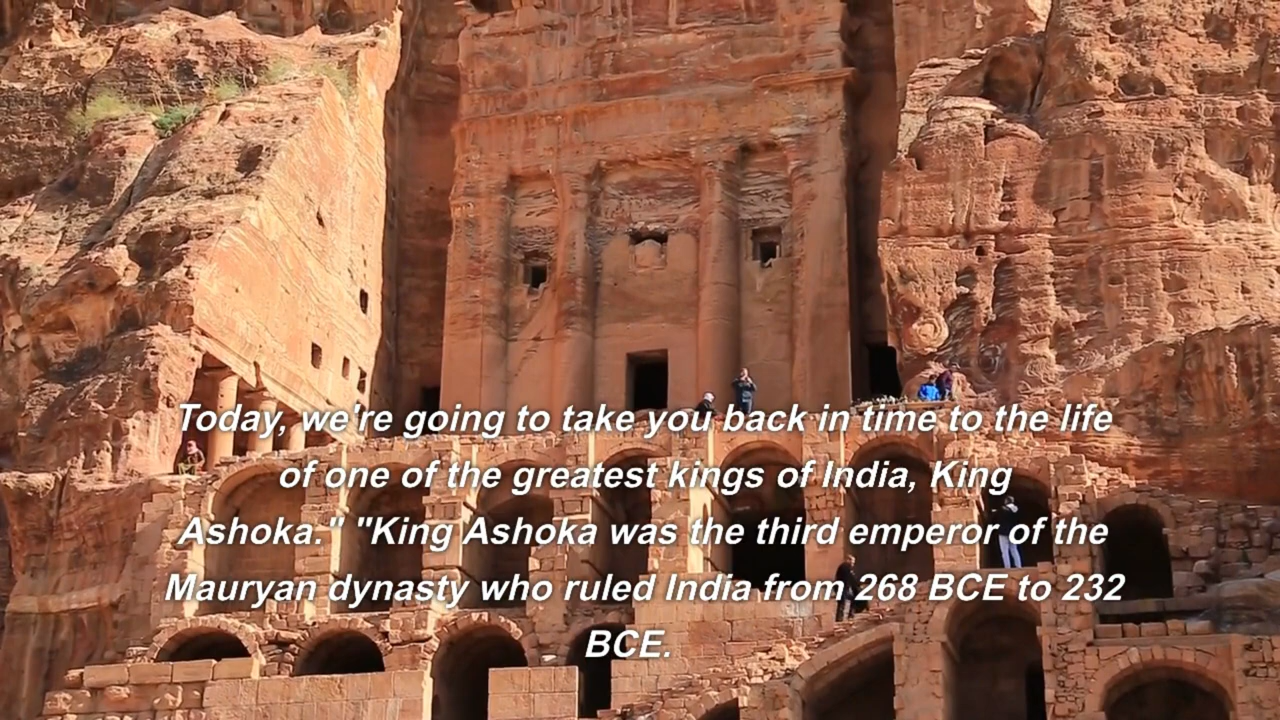 Today, we're going to take you back in time to the life
of one of the greatest kings of India, King
Ashoka." "King Ashoka was the third emperor of the
Mauryan dynasty who ruled India from 268 BCE to 232
BCE.